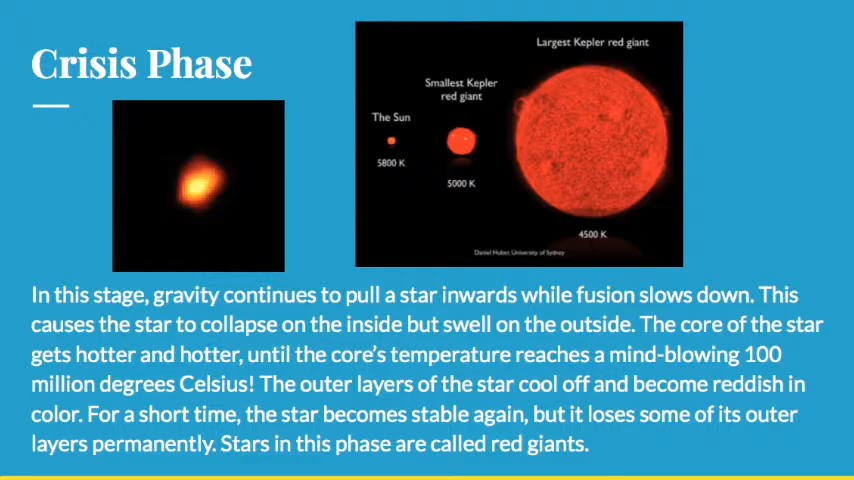 Crisis Phase
Largest Kepler red giant
Smallest Kepler
red giant
The Sun
5800 K
5000 K
4500 K
Daniel Huber, University of Sydney
In this stage, gravity continues to pull a star inwards while fusion slows down. This
causes the star to collapse on the inside but swell on the outside. The core of the star
gets hotter and hotter, until the core's temperature reaches a mind-blowing 100
million degrees Celsius! The outer layers of the star cool off and become reddish in
color. For a short time, the star becomes stable again, but it loses some of its outer
layers permanently. Stars in this phase are called red giants.